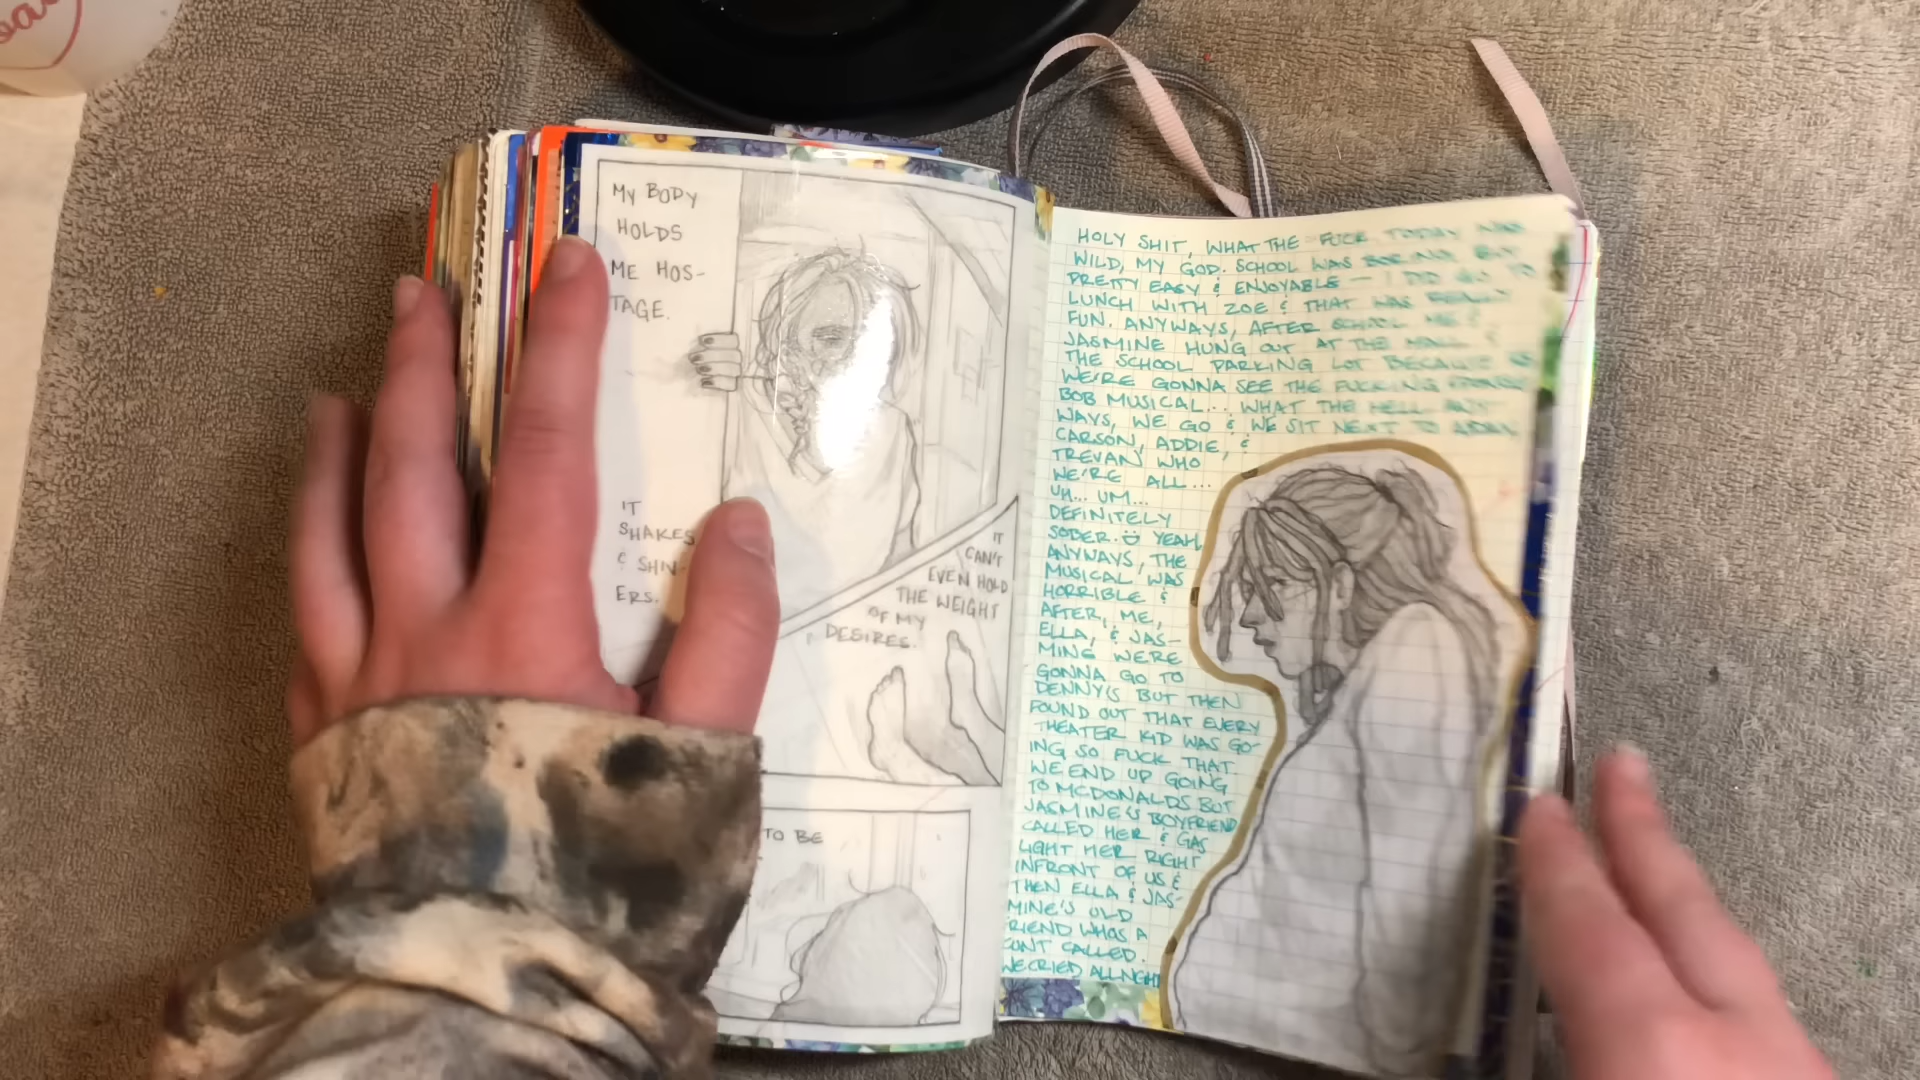 MY BODY
HOLDS
ME HOS-
TAGE.
IT
SHAKES
& SHIV-
ERS.
IT
CAN'T
EVEN HOLD
THE WEIGHT
OF MY
DESIRES.
TO BE
HOLY SHIT, WHAT THE FUCK TODAY WAS
WILD, MY GOD. SCHOOL WAS BORING BUT
PRETTY EASY & ENJOYABLE — I DID GO TO
LUNCH WITH ZOE & THAT WAS REALLY
FUN. ANYWAYS, AFTER SCHOOL ME &
JASMINE HUNG OUT AT THE MALL &
THE SCHOOL PARKING LOT BECAUSE
WE'RE GONNA SEE THE FUCKING SPONGE
BOB MUSICAL... WHAT THE HELL ANY-
WAYS, WE GO & WE SIT NEXT TO AIDAN,
CARSON, ADDIE, &
TREVAN WHO
WE'RE ALL...
UH... UM...
DEFINITELY
SOBER. YEAH,
ANYWAYS, THE
MUSICAL WAS
HORRIBLE &
AFTER, ME,
ELLA, & JAS-
MINE WERE
GONNA GO TO
DENNY'S BUT THEN
FOUND OUT THAT EVERY
THEATER KID WAS GO-
ING SO FUCK THAT
WE END UP GOING
TO MCDONALDS BUT
JASMINE'S BOYFRIEND
CALLED HER & GAS
LIGHT HER RIGHT
INFRONT OF US &
THEN ELLA & JAS-
MINE'S OLD
FRIEND WHOS A
CUNT CALLED.
WE CRIED ALL NIGHT